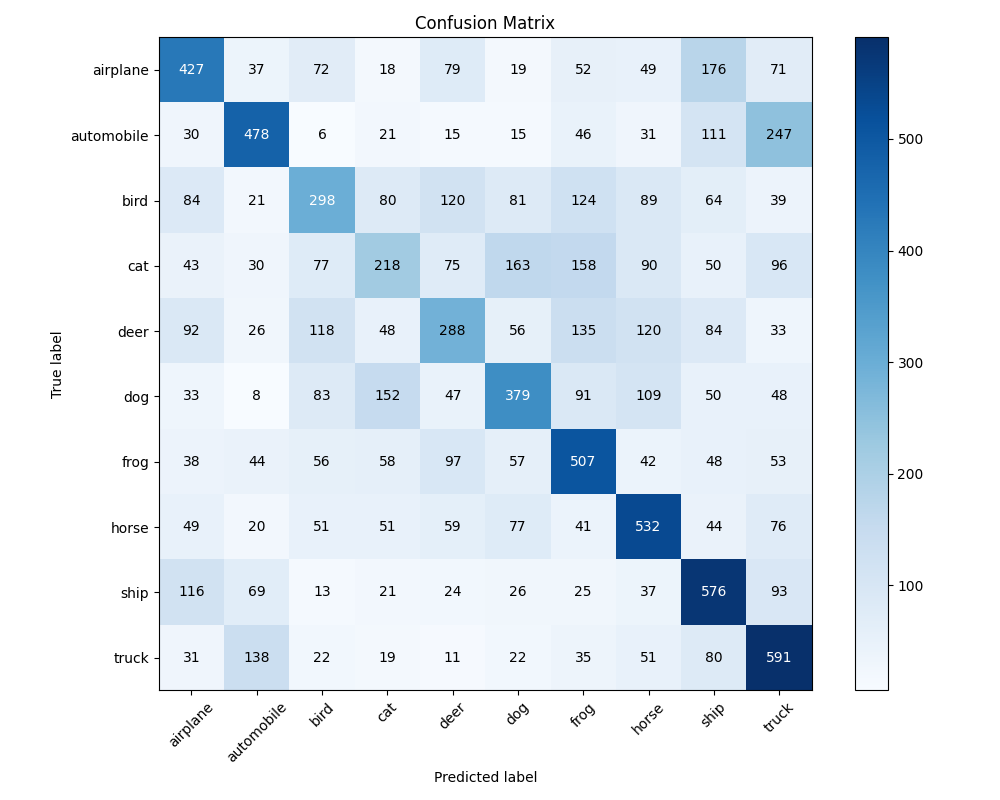 Confusion Matrix
airplane 427 37 72 18 79 19 52 49 176 71
automobile 30 478 6 21 15 15 46 31 111 247
bird 84 21 298 80 120 81 124 89 64 39
cat 43 30 77 218 75 163 158 90 50 96
deer 92 26 118 48 288 56 135 120 84 33
dog 33 8 83 152 47 379 91 109 50 48
frog 38 44 56 58 97 57 507 42 48 53
horse 49 20 51 51 59 77 41 532 44 76
ship 116 69 13 21 24 26 25 37 576 93
truck 31 138 22 19 11 22 35 51 80 591
airplane automobile bird cat deer dog frog horse ship truck
True label
Predicted label
500
400
300
200
100